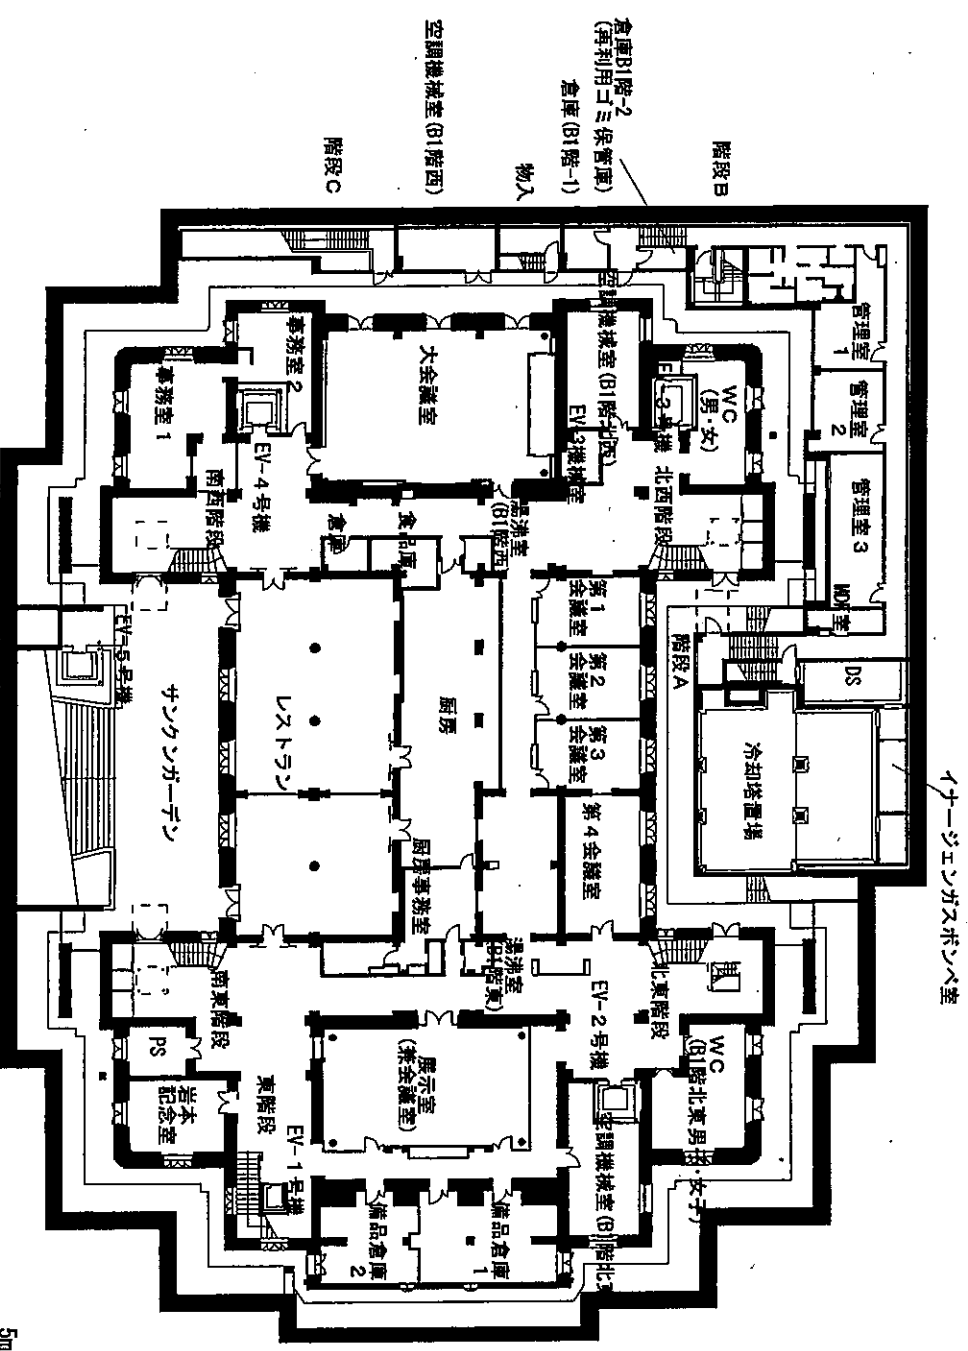 階段B
倉庫B1階-2
(再利用ゴミ保管庫)
倉庫(B1階-1)
物入
空調機械室(B1階西)
階段C
管理室
1
管理室
2
管理室3
MDF室
DS
冷却塔置場
イナージェンガスボンベ室
階段A
WC
(男・女)
北西階段
空調機械室(B1階北西)
EV-3機械室
大会議室
事務室2
事務室1
EV-4号機
南西階段
倉庫
食品庫
湯沸室
(B1階西)
第1
会議室
第2
会議室
第3
会議室
第4会議室
厨房
レストラン
サンクンガーデン
EV-5号機
厨房事務室
湯沸室
(B1階東)
EV-2号機
北東階段
WC
(B1階北東男子・女子)
南東階段
PS
岩本
記念室
東階段
EV-1号機
展示室
(兼会議室)
備品倉庫
1
備品倉庫
2
5m